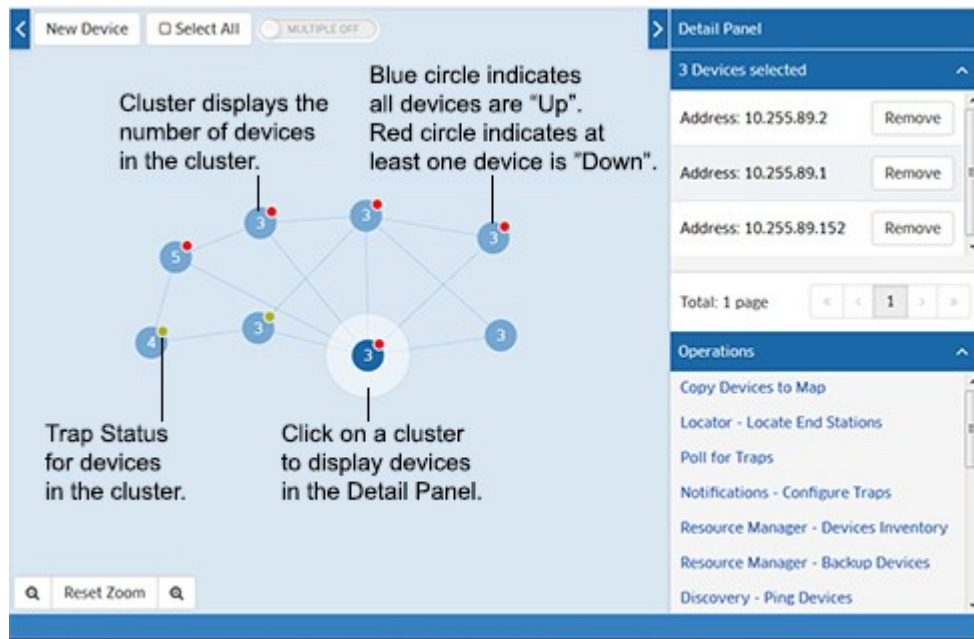 New Device
Select All
MULTIPLE OFF
Cluster displays the
number of devices
in the cluster.
Blue circle indicates
all devices are “Up”.
Red circle indicates at
least one device is ”Down”.
3
3
3
5
4
3
3
3
Trap Status
for devices
in the cluster.
Click on a cluster
to display devices
in the Detail Panel.
Reset Zoom
Detail Panel
3 Devices selected
Address: 10.255.89.2
Remove
Address: 10.255.89.1
Remove
Address: 10.255.89.152
Remove
Total: 1 page
« ‹ 1 › »
Operations
Copy Devices to Map
Locator - Locate End Stations
Poll for Traps
Notifications - Configure Traps
Resource Manager - Devices Inventory
Resource Manager - Backup Devices
Discovery - Ping Devices